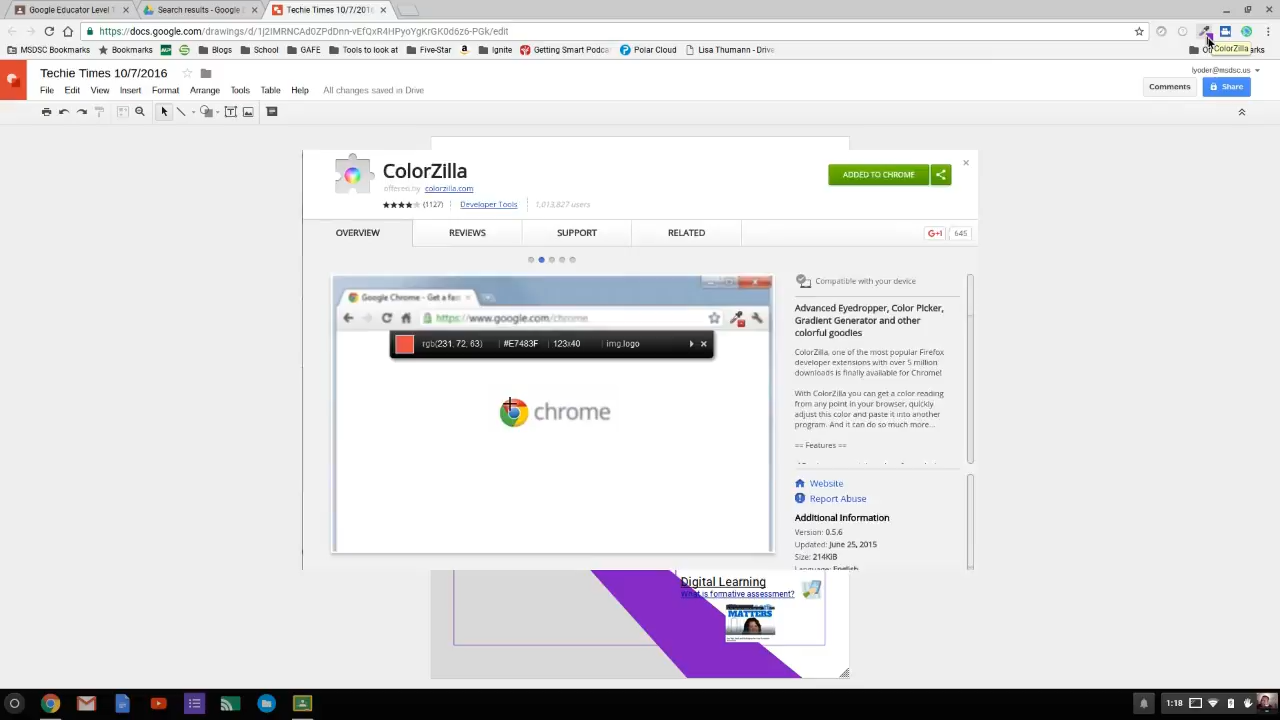 Google Educator Level 1
Search results - Google
Techie Times 10/7/2016
https://docs.google.com/drawings/d/1j2IMRNCAd0ZPdDnn-vEfQxR4HPyoYgKrGK0d6z6-PGk/edit
MSDSC Bookmarks
Bookmarks
Blogs
School
GAFE
Tools to look at
Five-Star
Ignition
Getting Smart Podca
Polar Cloud
Lisa Thumann - Drive
ColorZilla
Techie Times 10/7/2016
lyoder@msdsc.us
File Edit View Insert Format Arrange Tools Table Help All changes saved in Drive
Comments
Share
ColorZilla
offered by colorzilla.com
(1127) Developer Tools 1,013,827 users
ADDED TO CHROME
OVERVIEW REVIEWS SUPPORT RELATED
G+1 645
Google Chrome - Get a fas
https://www.google.com/chrome
rgb(231, 72, 63) #E7483F 123x40 img.logo
chrome
Compatible with your device
Advanced Eyedropper, Color Picker,
Gradient Generator and other
colorful goodies
ColorZilla, one of the most popular Firefox
developer extensions with over 5 million
downloads is finally available for Chrome!
With ColorZilla you can get a color reading
from any point in your browser, quickly
adjust this color and paste it into another
program. And it can do so much more...
== Features ==
Website
Report Abuse
Additional Information
Version: 0.5.6
Updated: June 25, 2015
Size: 214KiB
Language: English
Digital Learning
What is formative assessment?
MATTERS
1:18